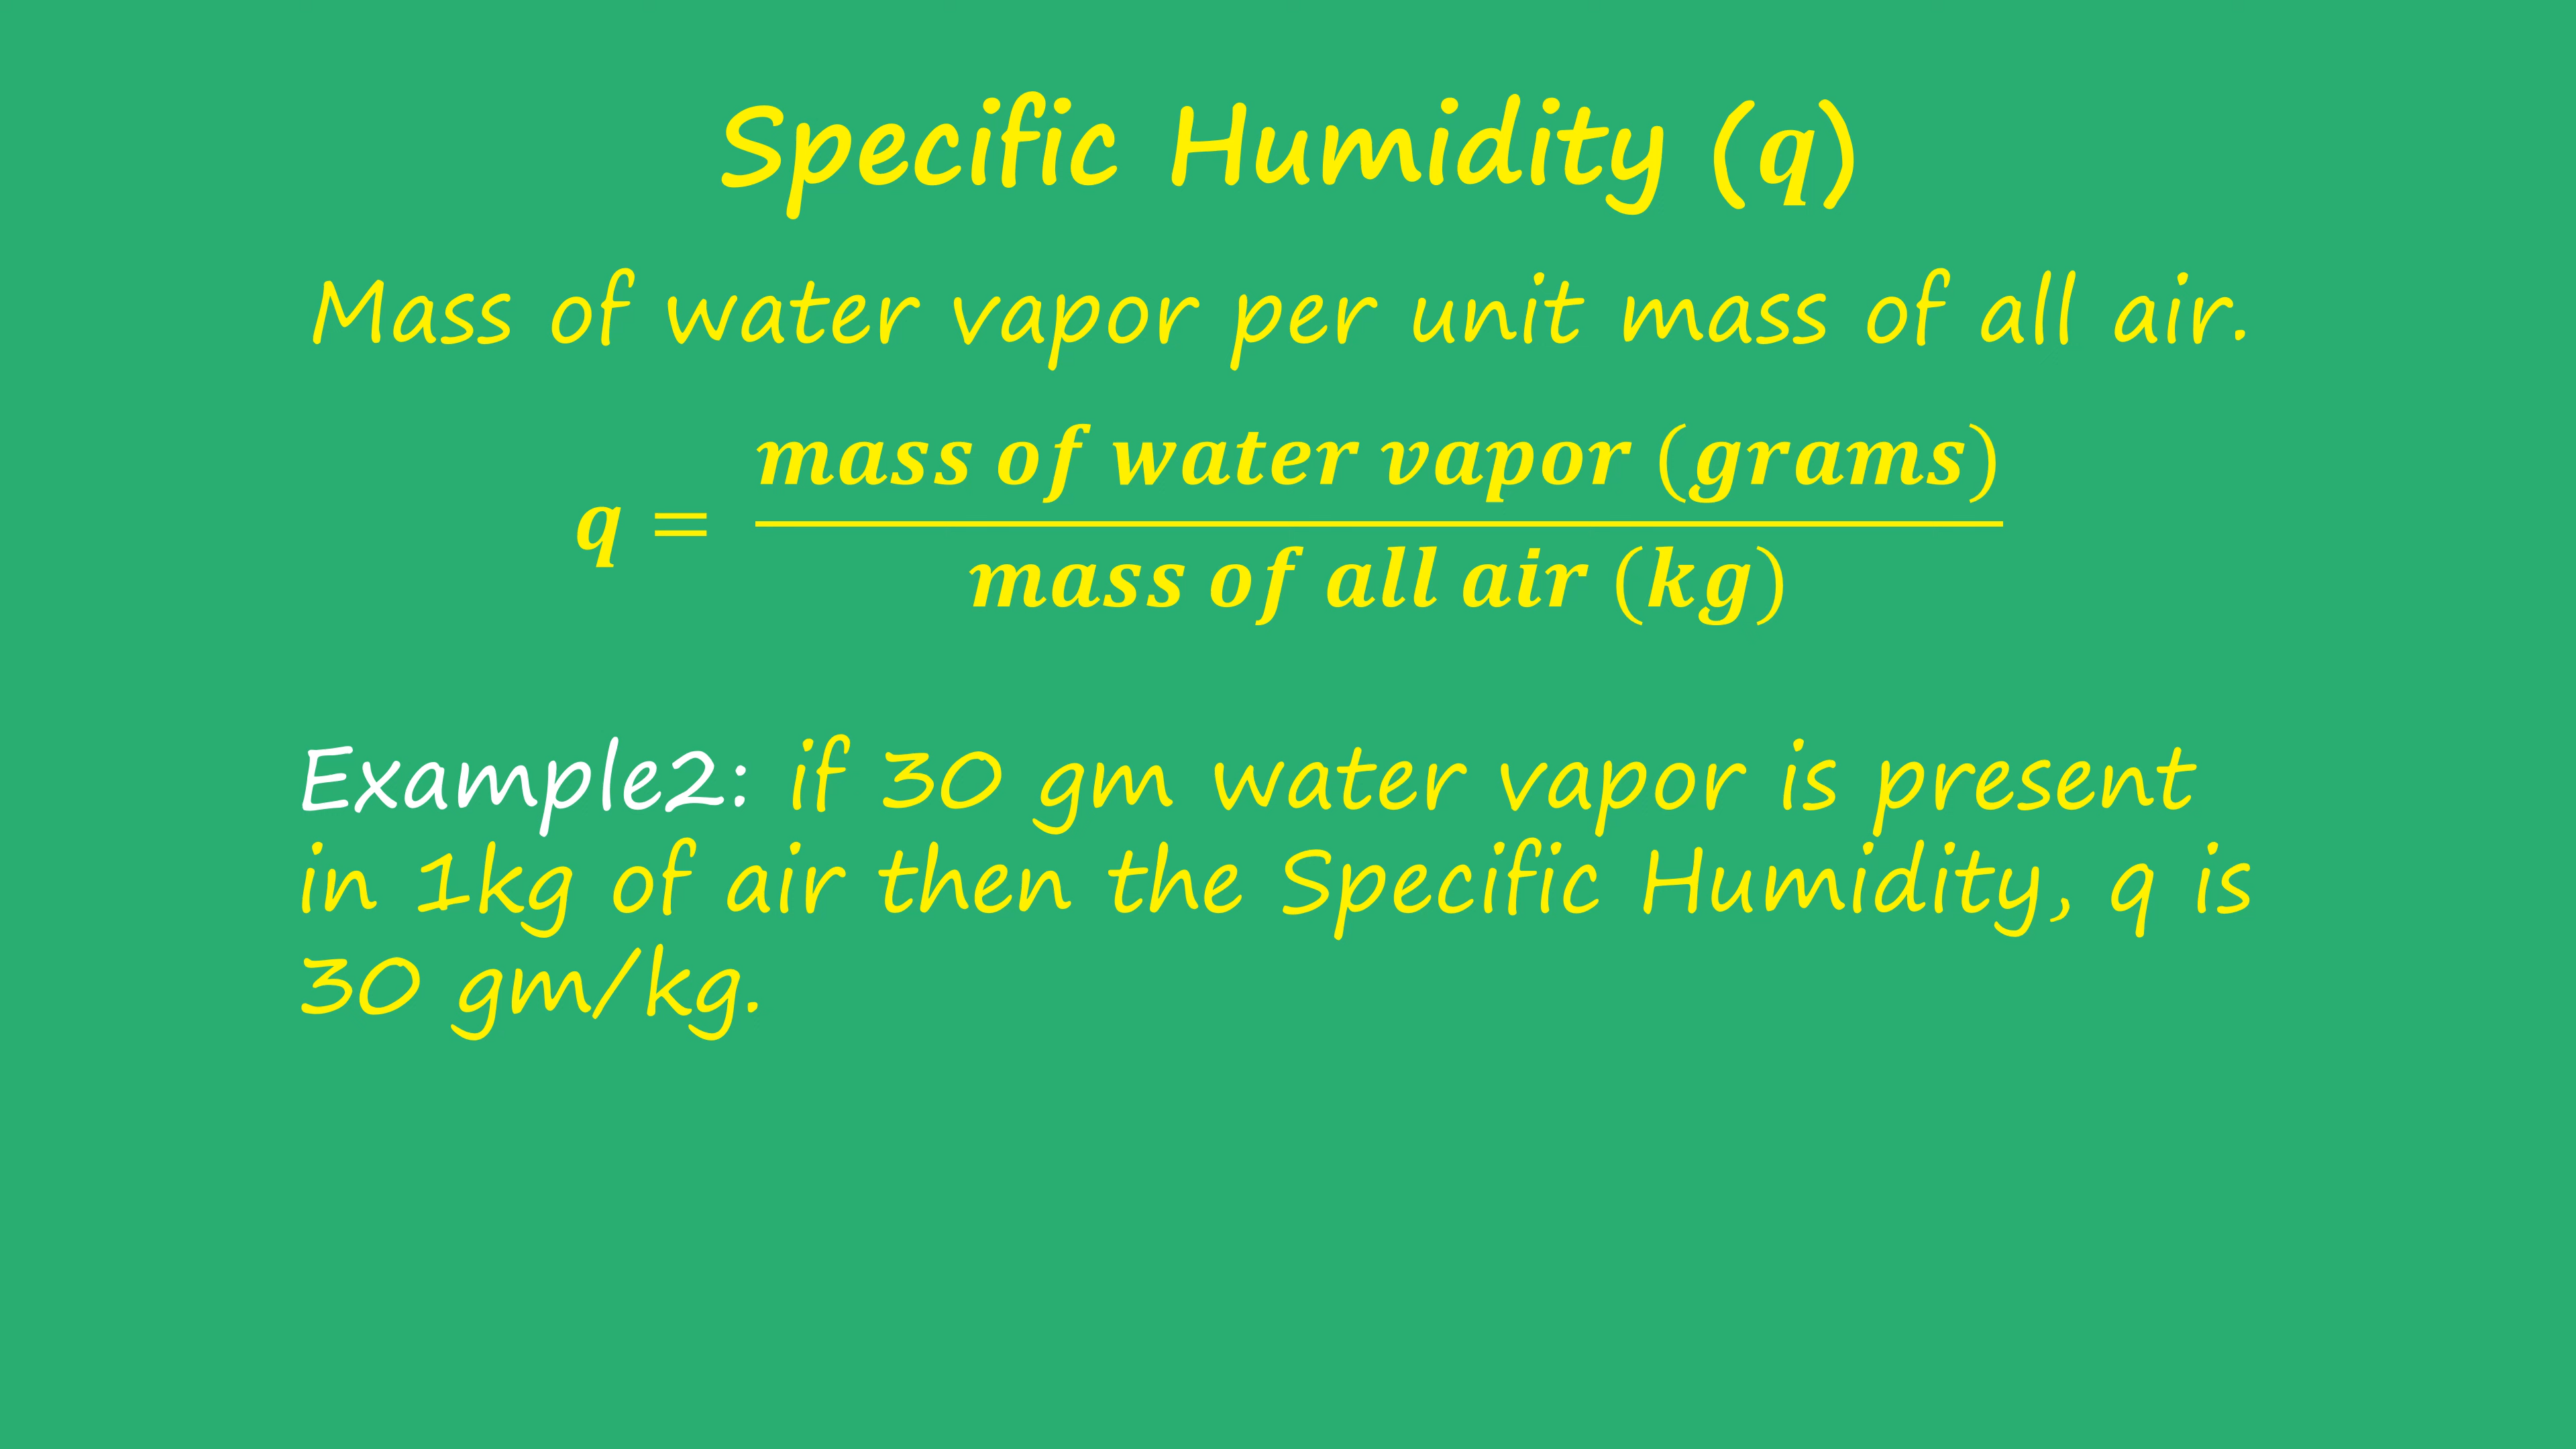 Specific Humidity (q)
Mass of water vapor per unit mass of all air.
q = mass of water vapor (grams) / mass of all air (kg)
Example2: if 30 gm water vapor is present
in 1kg of air then the Specific Humidity, q is
30 gm/kg.